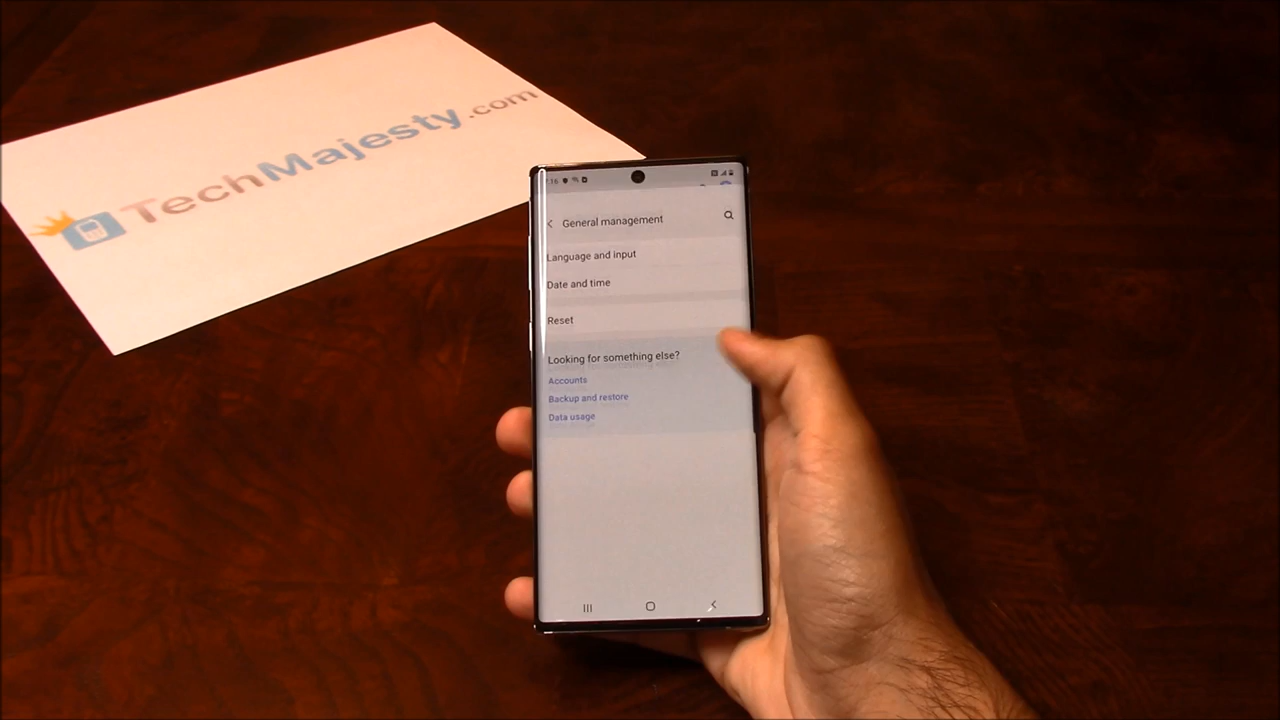 TechMajesty.com
General management
Language and input
Date and time
Reset
Looking for something else?
Accounts
Backup and restore
Data usage